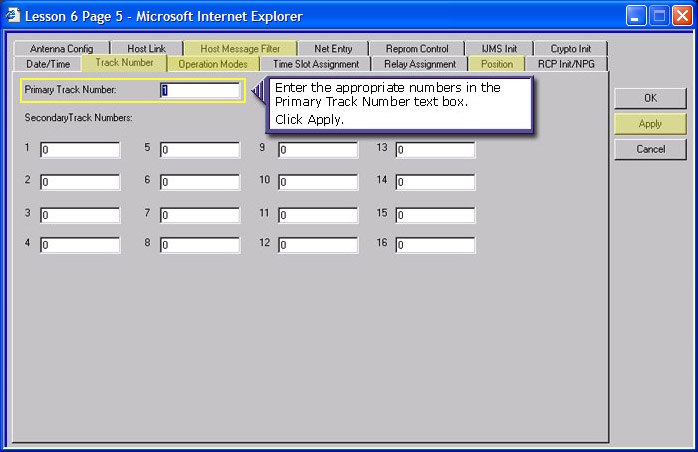 Lesson 6 Page 5 - Microsoft Internet Explorer
Antenna Config Host Link Host Message Filter Net Entry Reprom Control IJMS Init Crypto Init
Date/Time Track Number Operation Modes Time Slot Assignment Relay Assignment Position RCP Init/NPG
Primary Track Number: 1
Enter the appropriate numbers in the
Primary Track Number text box.
Click Apply.
OK
Apply
Cancel
SecondaryTrack Numbers:
1 0 5 0 9 0 13 0
2 0 6 0 10 0 14 0
3 0 7 0 11 0 15 0
4 0 8 0 12 0 16 0